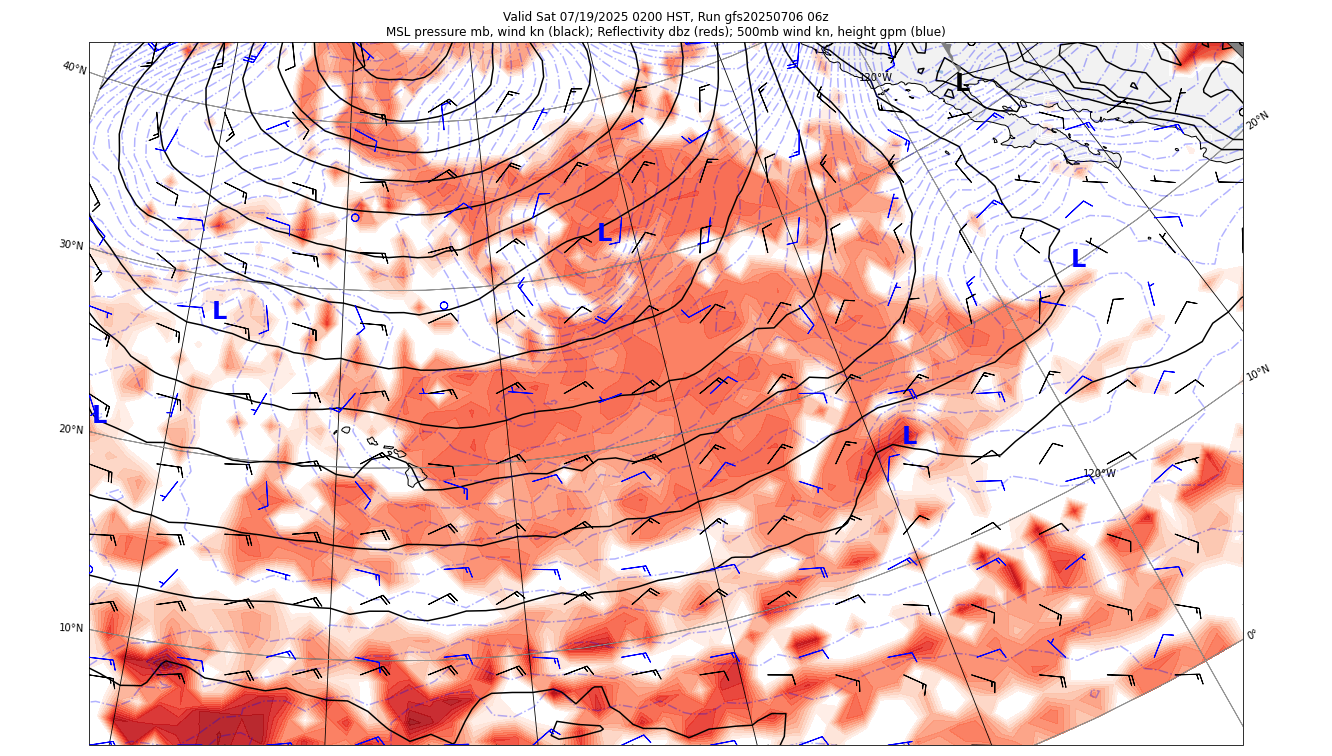 Valid Sat 07/19/2025 0200 HST, Run gfs20250706 06z
MSL pressure mb, wind kn (black); Reflectivity dbz (reds); 500mb wind kn, height gpm (blue)
40°N
120°W
L
20°N
30°N
L
L
L
10°N
20°N
L
L
120°W
10°N
0°